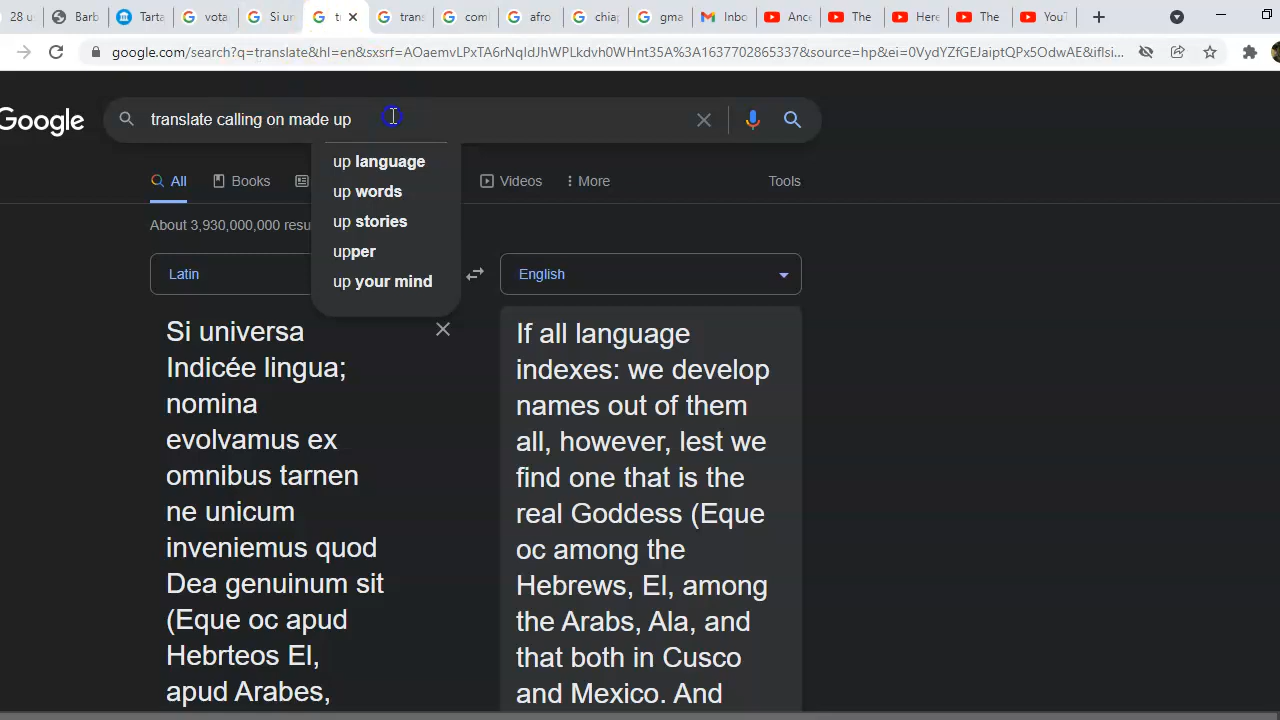 28 u Barb Tarta vota Si un tr trans com afro chiap gma Inbo Anc The Here The YouT
google.com/search?q=translate&hl=en&sxsrf=AOaemvLPxTA6rNqIdJhWPLkdvh0WHnt35A%3A1637702865337&source=hp&ei=0VydYZfGEJaiptQPx5OdwAE&iflsi...
Google translate calling on made up
up language
up words
up stories
upper
up your mind
All Books Videos More Tools
About 3,930,000,000 resu
Latin English
Si universa
Indicée lingua;
nomina
evolvamus ex
omnibus tarnen
ne unicum
inveniemus quod
Dea genuinum sit
(Eque oc apud
Hebrteos El,
apud Arabes,
If all language
indexes: we develop
names out of them
all, however, lest we
find one that is the
real Goddess (Eque
oc among the
Hebrews, El, among
the Arabs, Ala, and
that both in Cusco
and Mexico. And